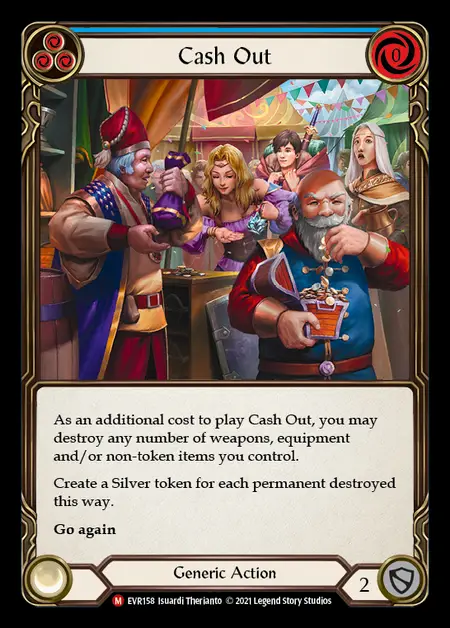 Cash Out
0
As an additional cost to play Cash Out, you may
destroy any number of weapons, equipment
and/or non-token items you control.
Create a Silver token for each permanent destroyed
this way.
Go again
Generic Action
2
M EVR158 Isuardi Therianto © 2021 Legend Story Studios